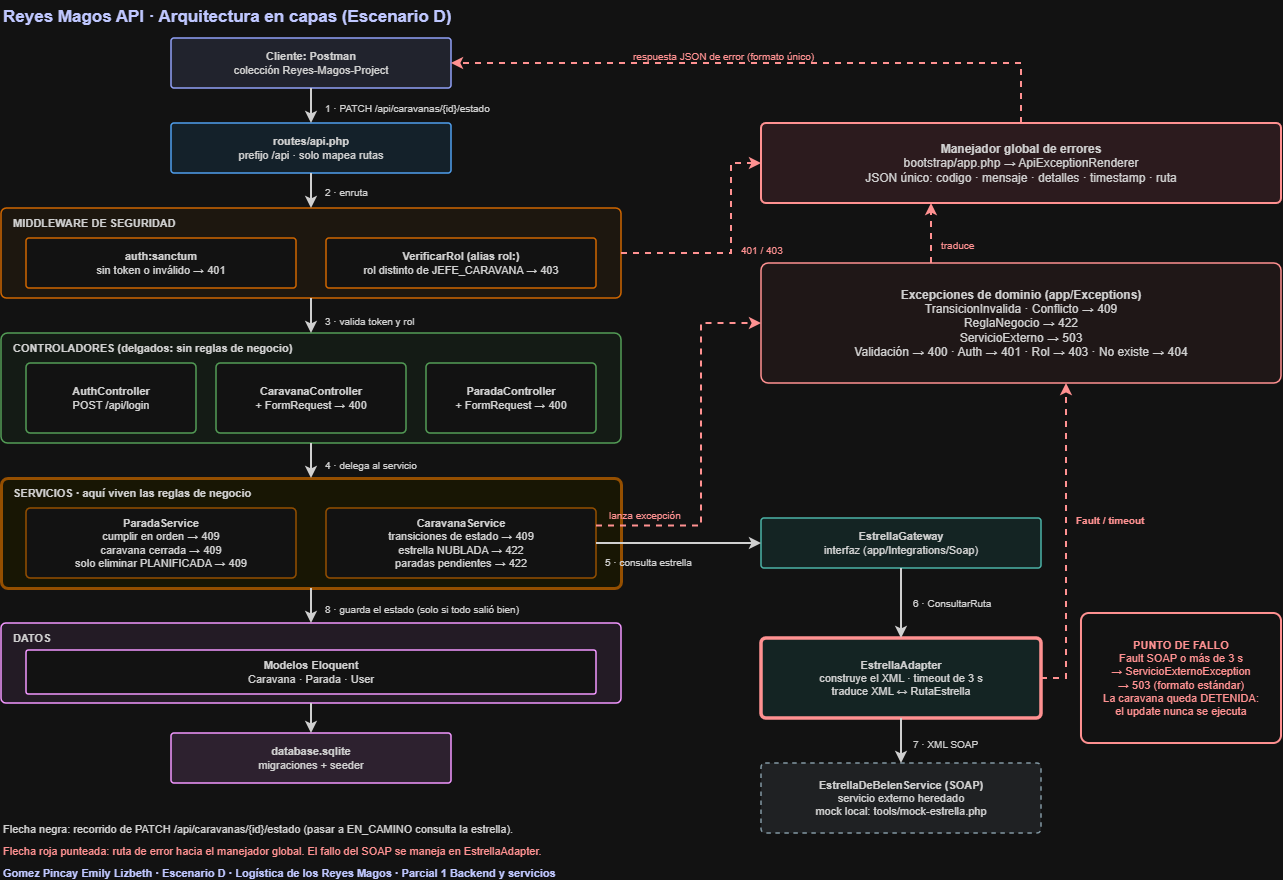 Reyes Magos API · Arquitectura en capas (Escenario D)
Cliente: Postman
colección Reyes-Magos-Project
respuesta JSON de error (formato único)
1 · PATCH /api/caravanas/{id}/estado
routes/api.php
prefijo /api · solo mapea rutas
Manejador global de errores
bootstrap/app.php → ApiExceptionRenderer
JSON único: codigo · mensaje · detalles · timestamp · ruta
2 · enruta
MIDDLEWARE DE SEGURIDAD
auth:sanctum
sin token o inválido → 401
VerificarRol (alias rol:)
rol distinto de JEFE_CARAVANA → 403
401 / 403
traduce
3 · valida token y rol
Excepciones de dominio (app/Exceptions)
TransicionInvalida · Conflicto → 409
ReglaNegocio → 422
ServicioExterno → 503
Validación → 400 · Auth → 401 · Rol → 403 · No existe → 404
CONTROLADORES (delgados: sin reglas de negocio)
AuthController
POST /api/login
CaravanaController
+ FormRequest → 400
ParadaController
+ FormRequest → 400
4 · delega al servicio
SERVICIOS · aquí viven las reglas de negocio
ParadaService
cumplir en orden → 409
caravana cerrada → 409
solo eliminar PLANIFICADA → 409
CaravanaService
transiciones de estado → 409
estrella NUBLADA → 422
paradas pendientes → 422
lanza excepción
5 · consulta estrella
EstrellaGateway
interfaz (app/Integrations/Soap)
Fault / timeout
6 · ConsultarRuta
8 · guarda el estado (solo si todo salió bien)
DATOS
Modelos Eloquent
Caravana · Parada · User
EstrellaAdapter
construye el XML · timeout de 3 s
traduce XML ↔ RutaEstrella
PUNTO DE FALLO
Fault SOAP o más de 3 s
→ ServicioExternoException
→ 503 (formato estándar)
La caravana queda DETENIDA:
el update nunca se ejecuta
7 · XML SOAP
database.sqlite
migraciones + seeder
EstrellaDeBelenService (SOAP)
servicio externo heredado
mock local: tools/mock-estrella.php
Flecha negra: recorrido de PATCH /api/caravanas/{id}/estado (pasar a EN_CAMINO consulta la estrella).
Flecha roja punteada: ruta de error hacia el manejador global. El fallo del SOAP se maneja en EstrellaAdapter.
Gomez Pincay Emily Lizbeth · Escenario D · Logística de los Reyes Magos · Parcial 1 Backend y servicios